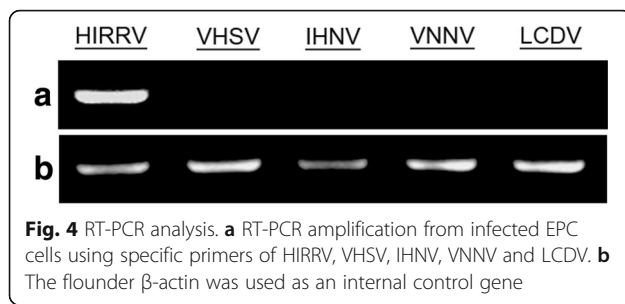 HIRRV VHSV IHNV VNNV LCDV
a
b
Fig. 4 RT-PCR analysis. a RT-PCR amplification from infected EPC
cells using specific primers of HIRRV, VHSV, IHNV, VNNV and LCDV. b
The flounder β-actin was used as an internal control gene